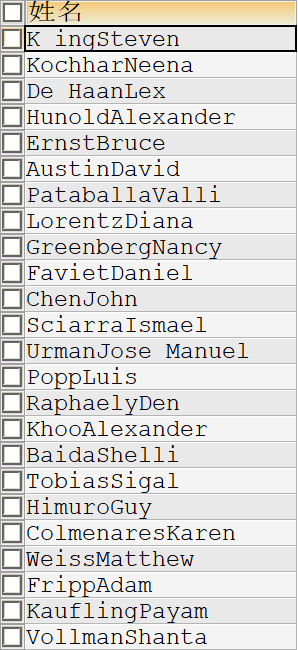 姓名
K ingSteven
KochharNeena
De HaanLex
HunoldAlexander
ErnstBruce
AustinDavid
PataballaValli
LorentzDiana
GreenbergNancy
FavietDaniel
ChenJohn
SciarraIsmael
UrmanJose Manuel
PoppLuis
RaphaelyDen
KhooAlexander
BaidaShelli
TobiasSigal
HimuroGuy
ColmenaresKaren
WeissMatthew
FrippAdam
KauflingPayam
VollmanShanta